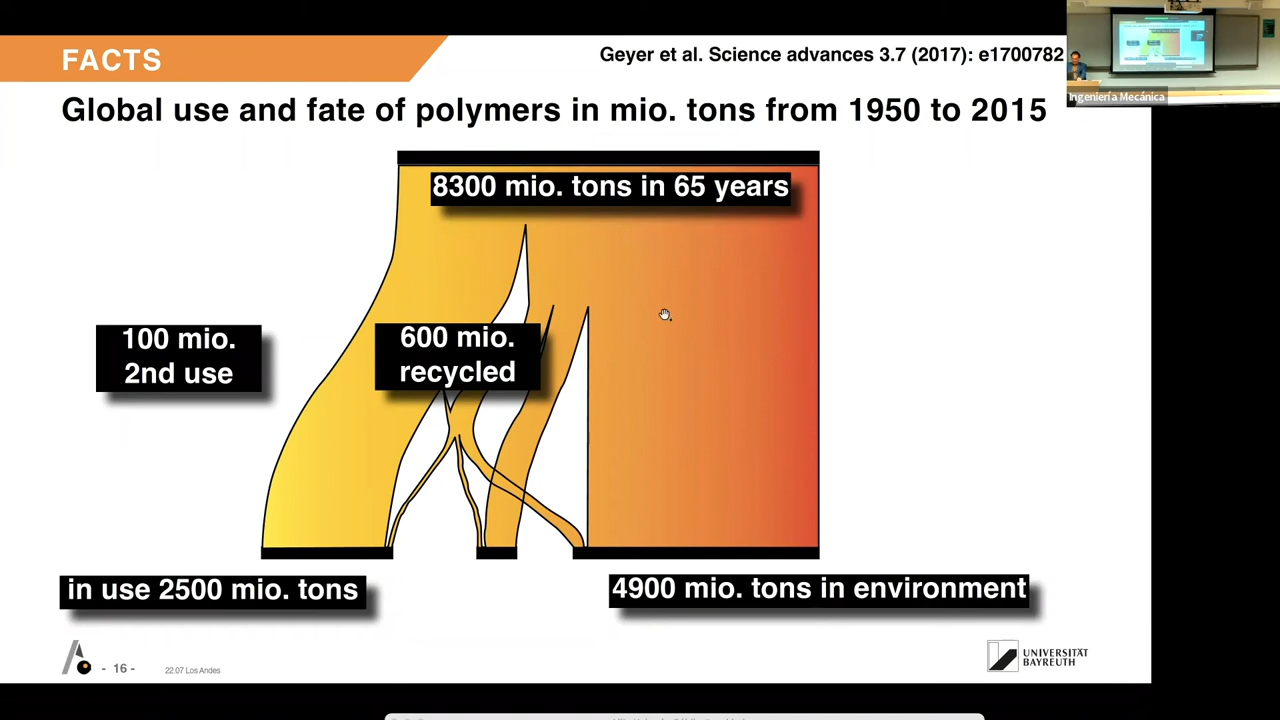 FACTS
Geyer et al. Science advances 3.7 (2017): e1700782
Ingeniería Mecánica
Global use and fate of polymers in mio. tons from 1950 to 2015
8300 mio. tons in 65 years
100 mio.
2nd use
600 mio.
recycled
in use 2500 mio. tons
4900 mio. tons in environment
- 16 -
22.07 Los Andes
UNIVERSITÄT
BAYREUTH